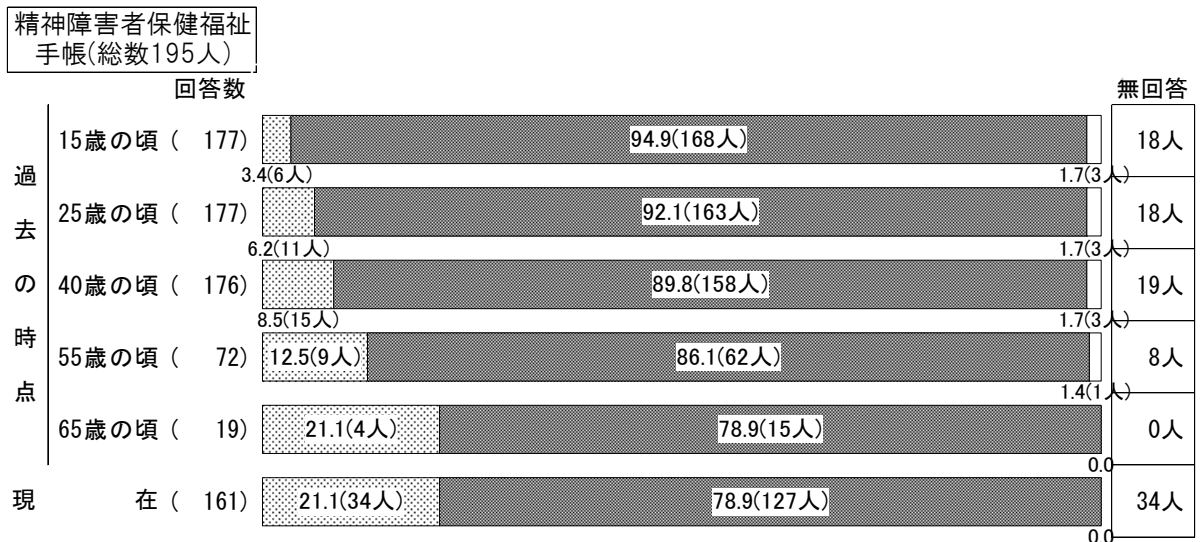 精神障害者保健福祉
手帳(総数195人)
回答数
無回答
過去の時点
15歳の頃 ( 177)
94.9(168人)
18人
3.4(6人)
1.7(3人)
25歳の頃 ( 177)
92.1(163人)
18人
6.2(11人)
1.7(3人)
40歳の頃 ( 176)
89.8(158人)
19人
8.5(15人)
1.7(3人)
55歳の頃 ( 72)
12.5(9人)
86.1(62人)
8人
1.4(1人)
65歳の頃 ( 19)
21.1(4人)
78.9(15人)
0人
0.0
現 在 ( 161)
21.1(34人)
78.9(127人)
34人
0.0